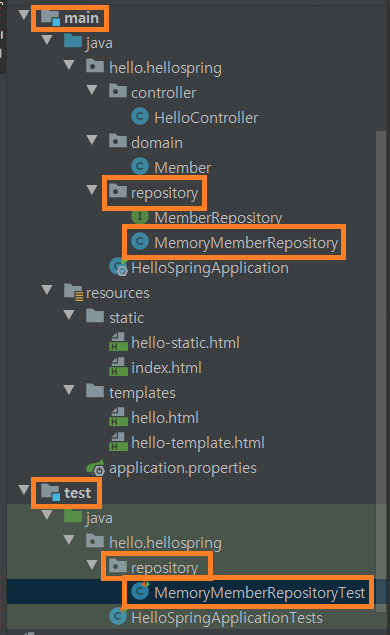 main
java
hello.hellospring
controller
HelloController
domain
Member
repository
MemberRepository
MemoryMemberRepository
HelloSpringApplication
resources
static
hello-static.html
index.html
templates
hello.html
hello-template.html
application.properties
test
java
hello.hellospring
repository
MemoryMemberRepositoryTest
HelloSpringApplicationTests